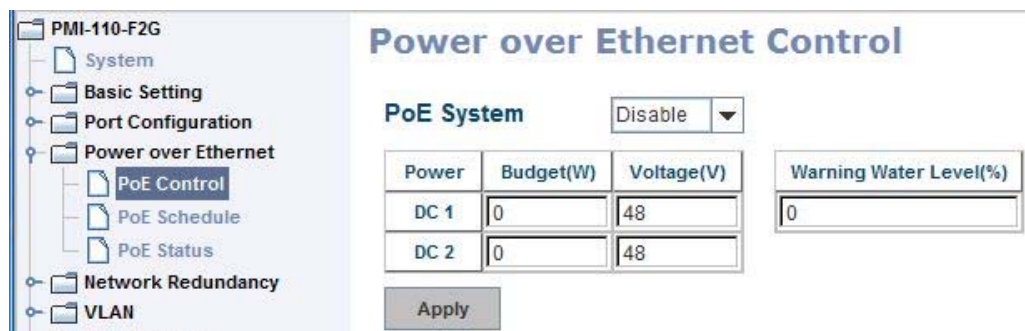 PMI-110-F2G
System
Basic Setting
Port Configuration
Power over Ethernet
PoE Control
PoE Schedule
PoE Status
Network Redundancy
VLAN
Power over Ethernet Control
PoE System Disable
Power Budget(W) Voltage(V) Warning Water Level(%)
DC 1 0 48 0
DC 2 0 48
Apply